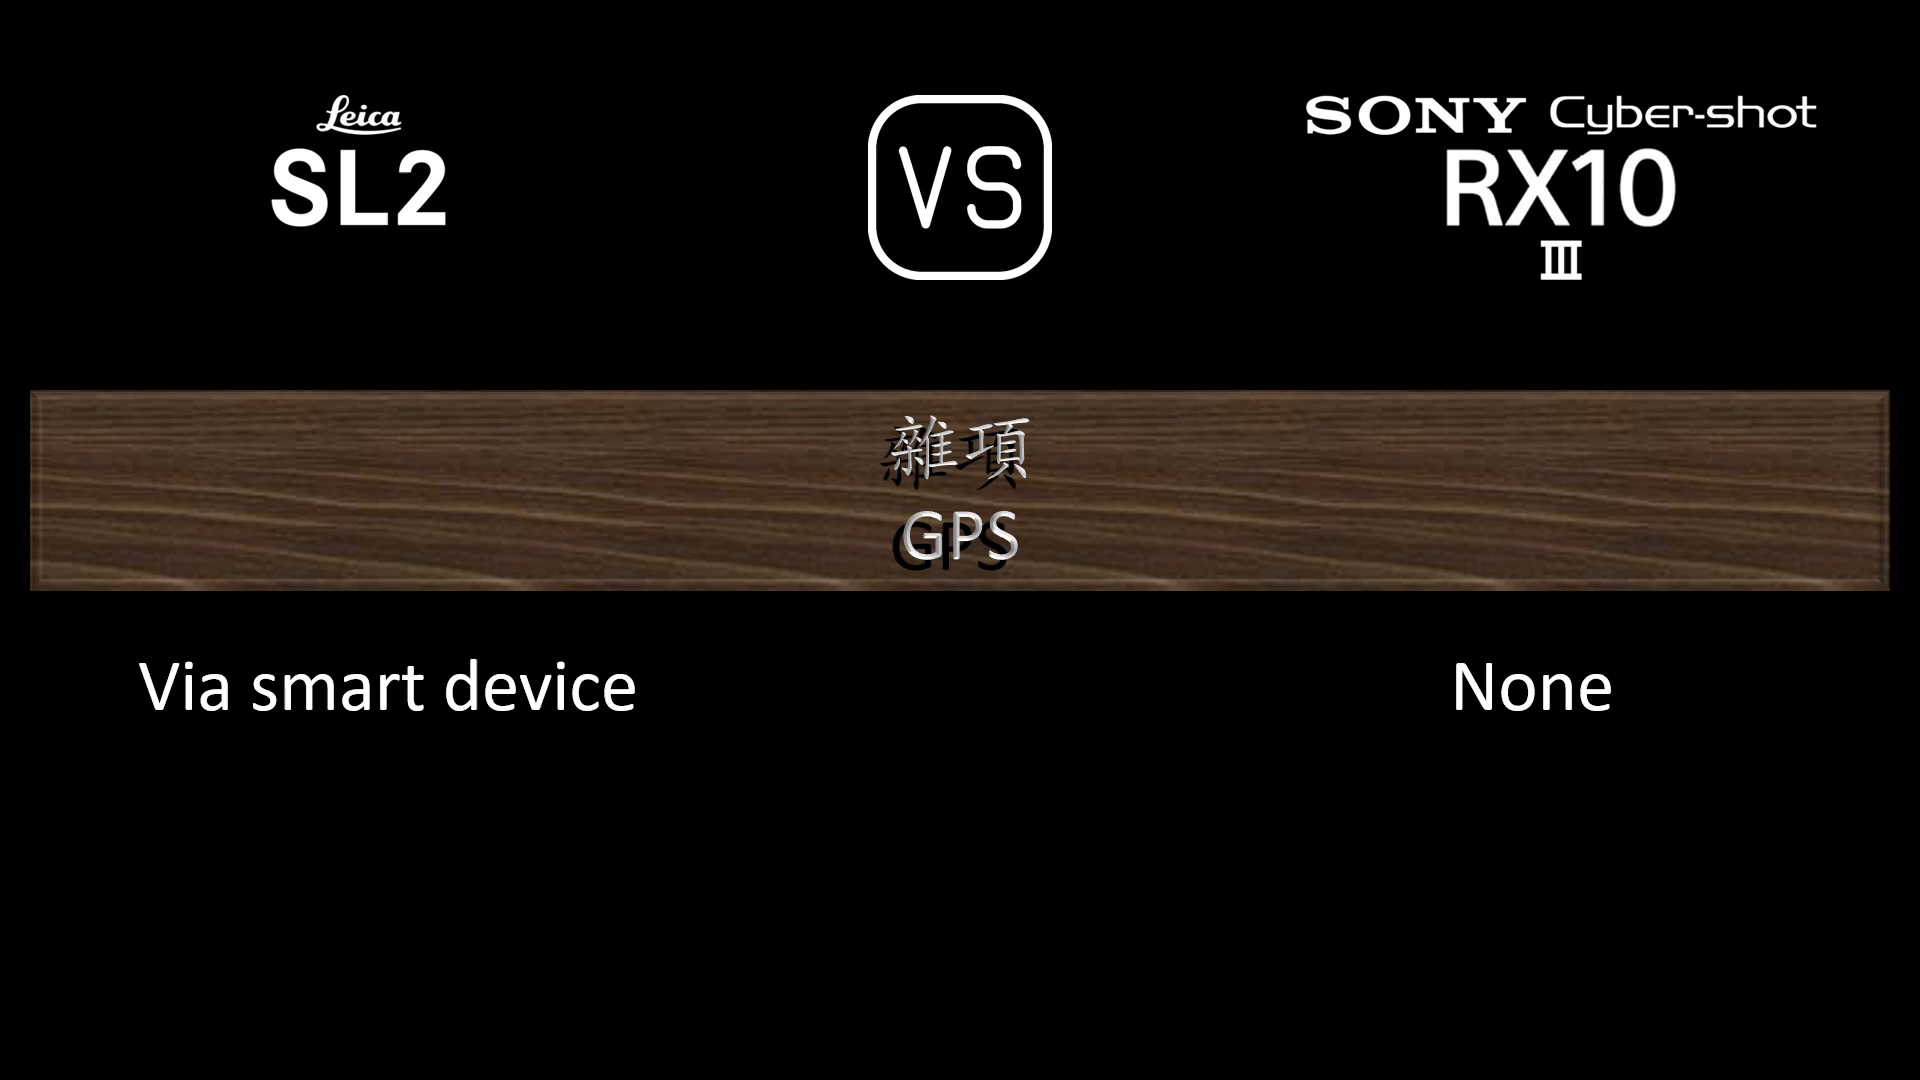 Leica
SL2
VS
SONY Cyber-shot
RX10
III
雜項
GPS
Via smart device
None